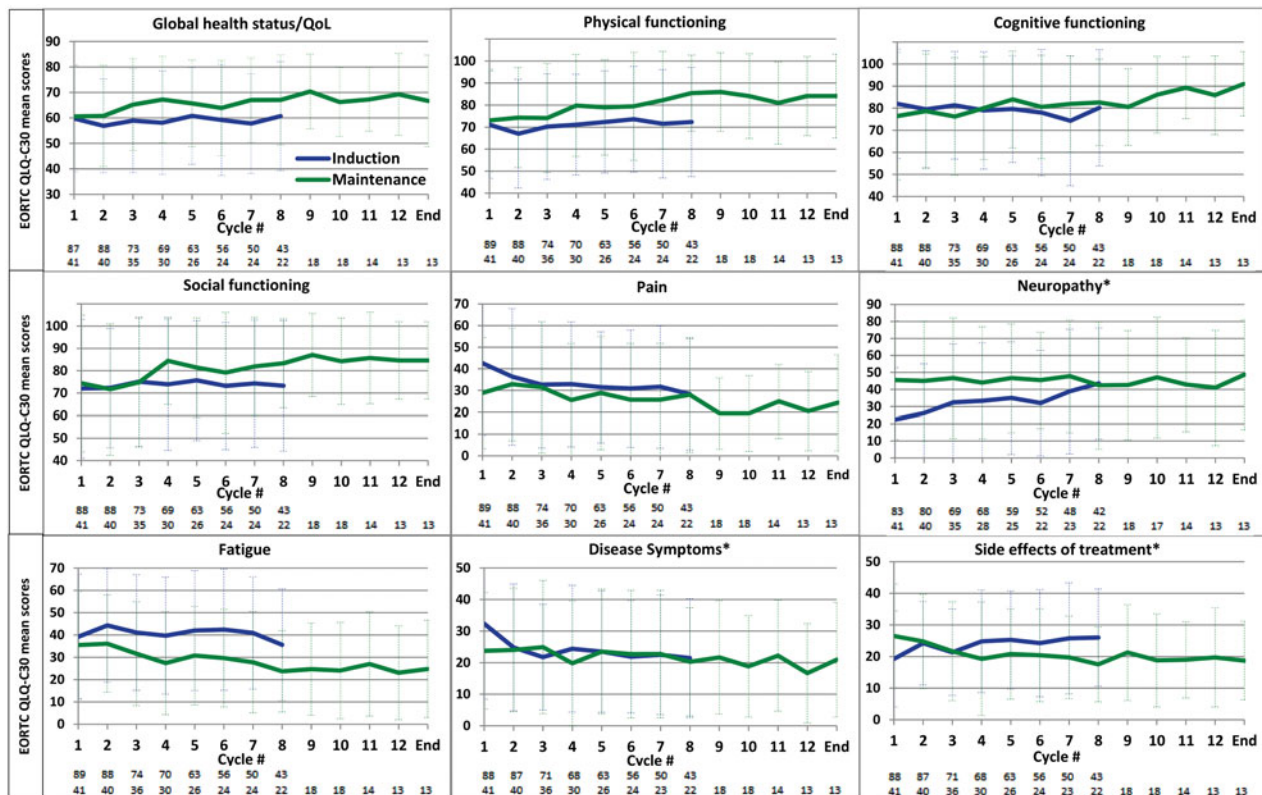 Global health status/QoL
EORTC QLQ-C30 mean scores
90
80
70
60
50
40
30
Induction
Maintenance
1 2 3 4 5 6 7 8 9 10 11 12 End
Cycle #
87 88 73 69 63 56 50 43
41 40 35 30 26 24 24 22 18 18 14 13 13
Physical functioning
100
90
80
70
60
50
40
1 2 3 4 5 6 7 8 9 10 11 12 End
Cycle #
89 88 74 70 63 56 50 43
41 40 36 30 26 24 24 22 18 18 14 13 13
Cognitive functioning
100
90
80
70
60
50
40
1 2 3 4 5 6 7 8 9 10 11 12 End
Cycle #
88 88 73 69 63 56 50 43
41 40 35 30 26 24 24 22 18 18 14 13 13
Social functioning
EORTC QLQ-C30 mean scores
100
90
80
70
60
50
40
1 2 3 4 5 6 7 8 9 10 11 12 End
Cycle #
88 88 73 69 63 56 50 43
41 40 35 30 26 24 24 22 18 18 14 13 13
Pain
70
60
50
40
30
20
10
0
1 2 3 4 5 6 7 8 9 10 11 12 End
Cycle #
89 88 74 70 63 56 50 43
41 40 36 30 26 24 24 22 18 18 14 13 13
Neuropathy*
90
80
70
60
50
40
30
20
10
0
1 2 3 4 5 6 7 8 9 10 11 12 End
Cycle #
83 80 69 68 59 52 48 42
41 40 35 28 25 22 23 22 18 17 14 13 13
Fatigue
EORTC QLQ-C30 mean scores
70
60
50
40
30
20
10
0
1 2 3 4 5 6 7 8 9 10 11 12 End
Cycle #
89 88 74 70 63 56 50 43
41 40 36 30 26 24 24 22 18 18 14 13 13
Disease Symptoms*
50
40
30
20
10
0
1 2 3 4 5 6 7 8 9 10 11 12 End
Cycle #
88 87 71 68 63 56 50 43
41 40 36 30 26 24 23 22 18 18 14 13 13
Side effects of treatment*
50
40
30
20
10
0
1 2 3 4 5 6 7 8 9 10 11 12 End
Cycle #
88 87 71 68 63 56 50 43
41 40 36 30 26 24 23 22 18 18 14 13 13